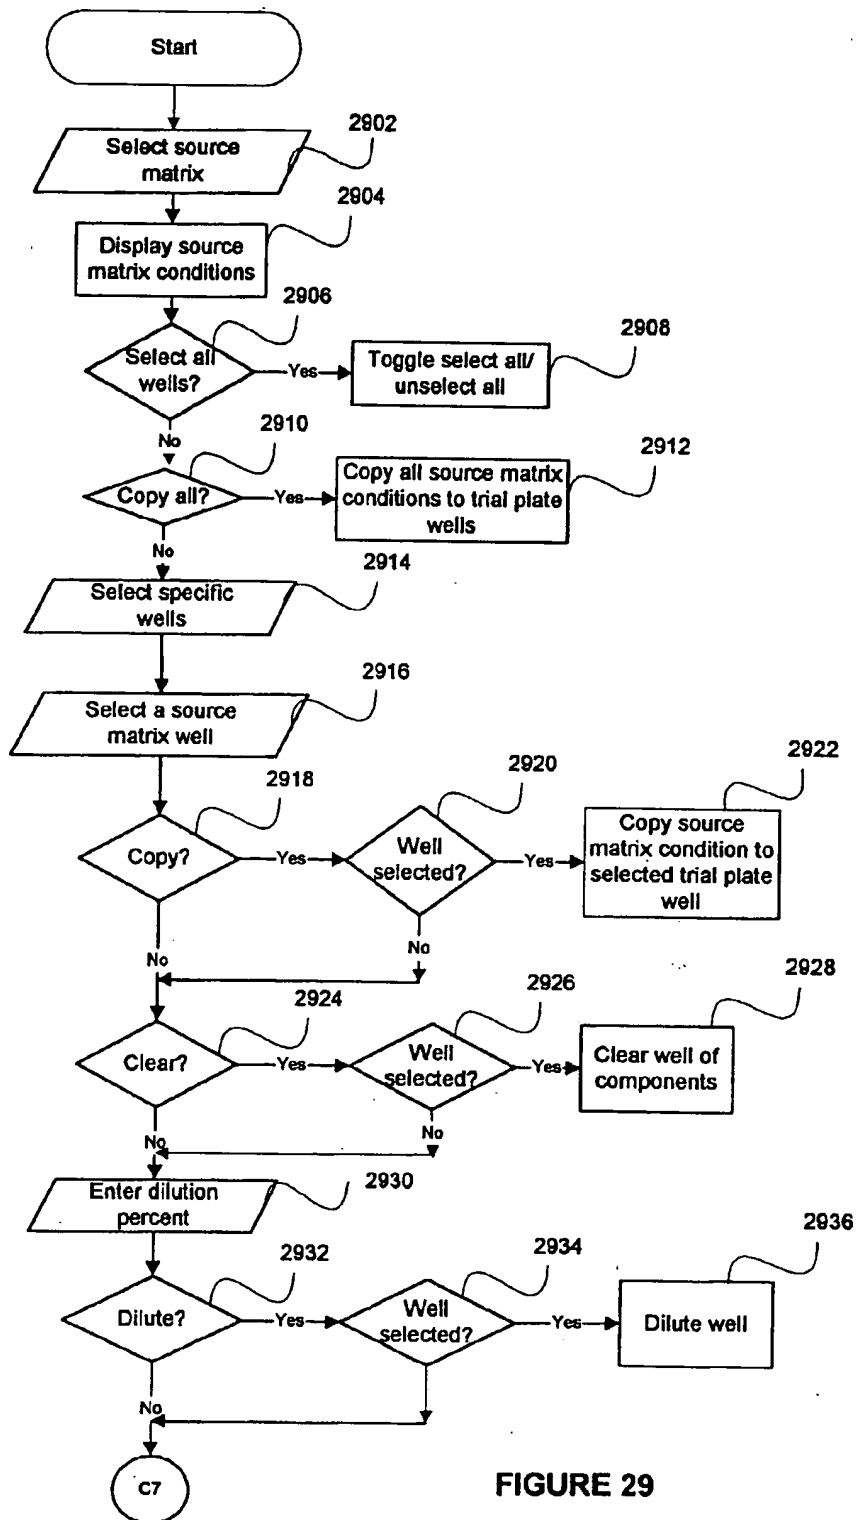 Start
2902
Select source
matrix
2904
Display source
matrix conditions
2906
Select all
wells?
Yes
2908
Toggle select all/
unselect all
No
2910
Copy all?
Yes
2912
Copy all source matrix
conditions to trial plate
wells
No
2914
Select specific
wells
2916
Select a source
matrix well
2918
Copy?
Yes
2920
Well
selected?
Yes
2922
Copy source
matrix condition to
selected trial plate
well
No
No
2924
Clear?
Yes
2926
Well
selected?
Yes
2928
Clear well of
components
No
No
2930
Enter dilution
percent
2932
Dilute?
Yes
2934
Well
selected?
Yes
2936
Dilute well
No
C7
FIGURE 29